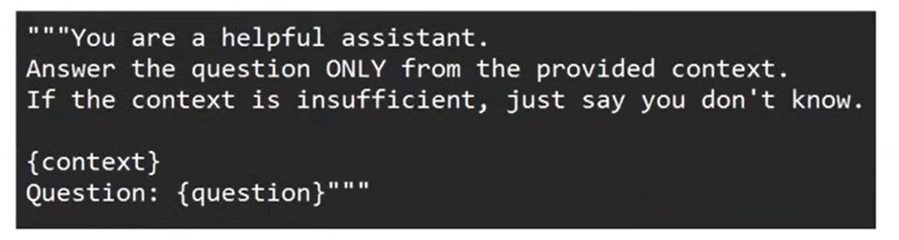 """You are a helpful assistant.
Answer the question ONLY from the provided context.
If the context is insufficient, just say you don't know.

{context}
Question: {question}"""